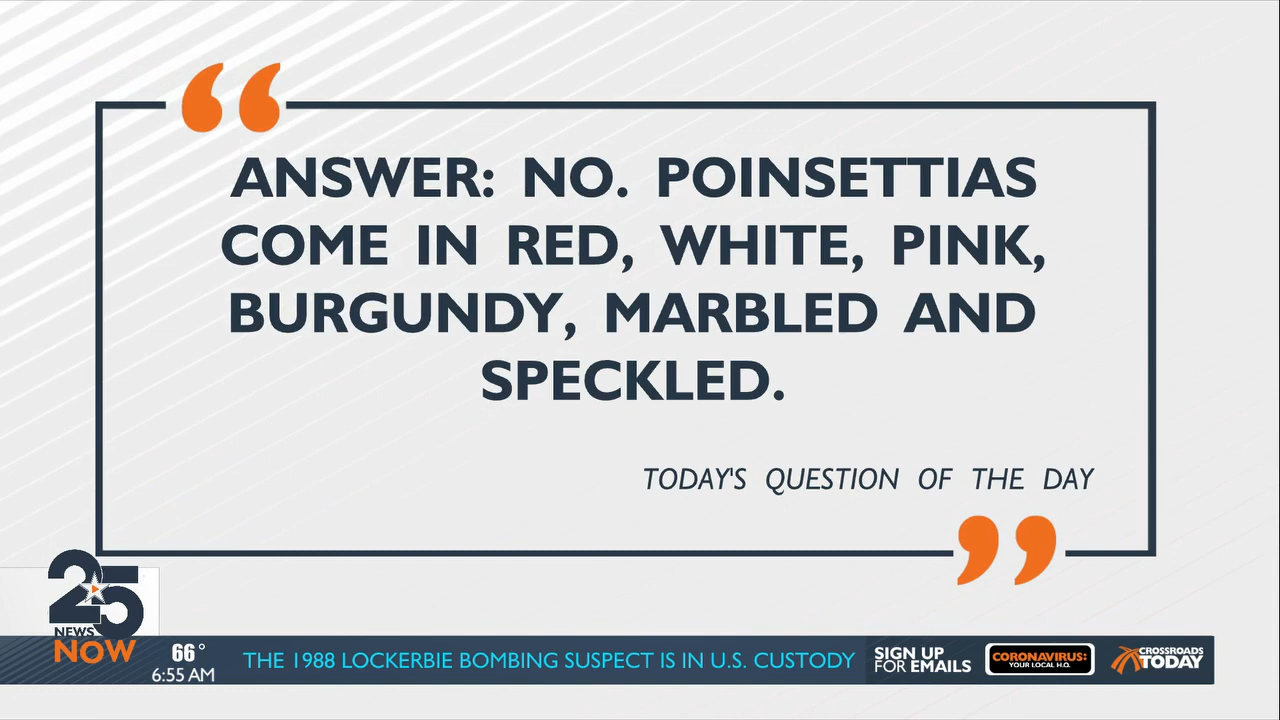 ANSWER: NO. POINSETTIAS
COME IN RED, WHITE, PINK,
BURGUNDY, MARBLED AND
SPECKLED.
TODAY'S QUESTION OF THE DAY
25
NEWS
NOW
66°
6:55 AM
THE 1988 LOCKERBIE BOMBING SUSPECT IS IN U.S. CUSTODY
SIGN UP
FOR EMAILS
CORONAVIRUS:
YOUR LOCAL H.Q.
CROSSROADS
TODAY